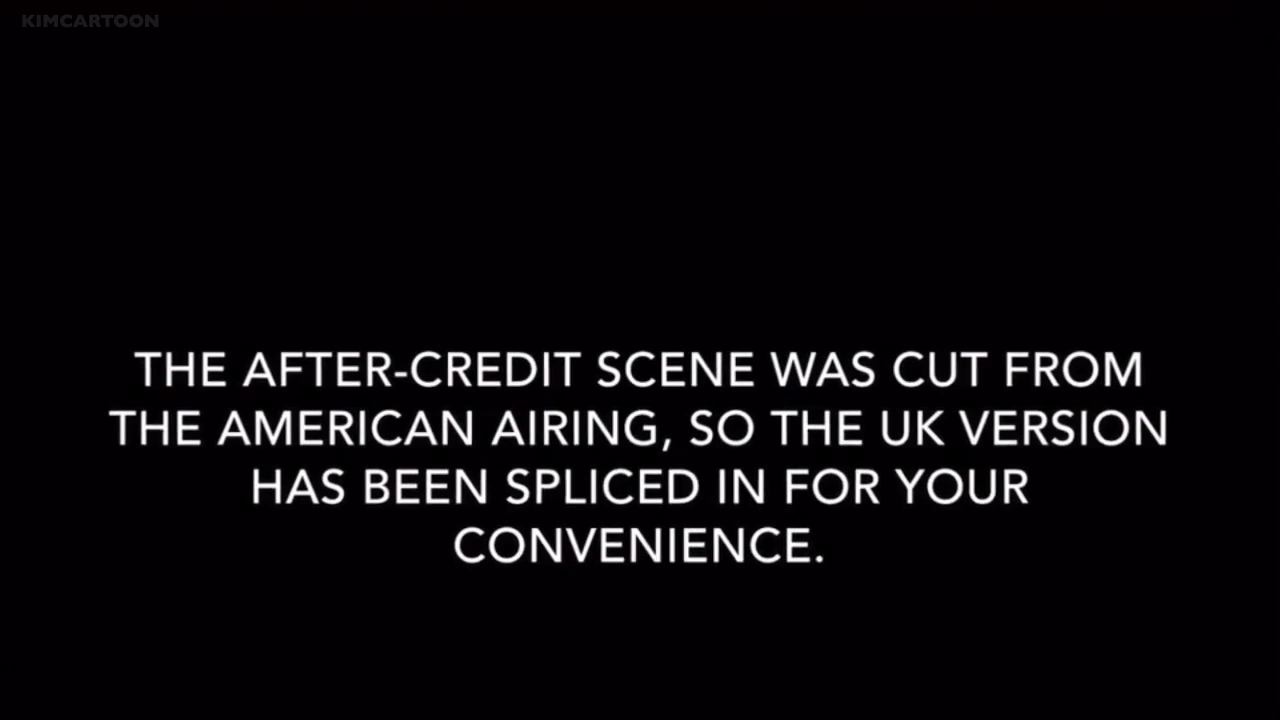 KIMCARTOON
THE AFTER-CREDIT SCENE WAS CUT FROM
THE AMERICAN AIRING, SO THE UK VERSION
HAS BEEN SPLICED IN FOR YOUR
CONVENIENCE.